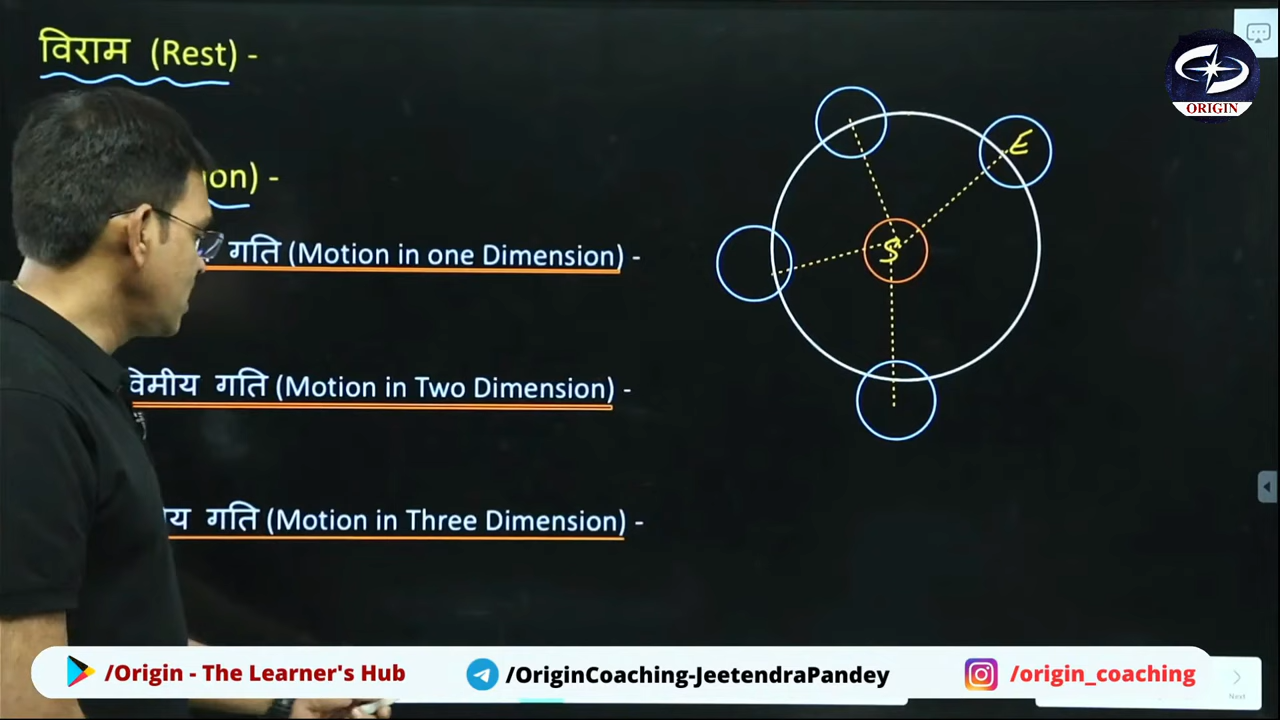 विराम (Rest) -
ORIGIN
E
S
गति (Motion in one Dimension) -
गति (Motion in Two Dimension) -
गति (Motion in Three Dimension) -
/Origin - The Learner's Hub
/OriginCoaching-JeetendraPandey
/origin_coaching
Next